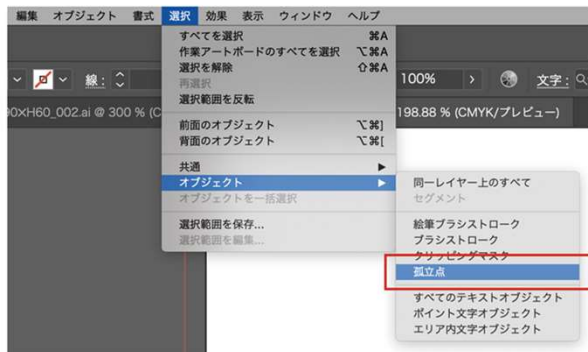 編集 オブジェクト 書式 選択 効果 表示 ウィンドウ ヘルプ
すべてを選択 ⌘A
作業アートボードのすべてを選択 ⌥⌘A
選択を解除 ⇧⌘A
再選択
選択範囲を反転
前面のオブジェクト ⌥⌘]
背面のオブジェクト ⌥⌘[
共通
オブジェクト
オブジェクトを一括選択
選択範囲を保存...
選択範囲を編集...
線:
100%
文字:
0×H60_002.ai @ 300 % (C
198.88 % (CMYK/プレビュー)
同一レイヤー上のすべて
セグメント
絵筆ブラシストローク
ブラシストローク
クリッピングマスク
孤立点
すべてのテキストオブジェクト
ポイント文字オブジェクト
エリア内文字オブジェクト